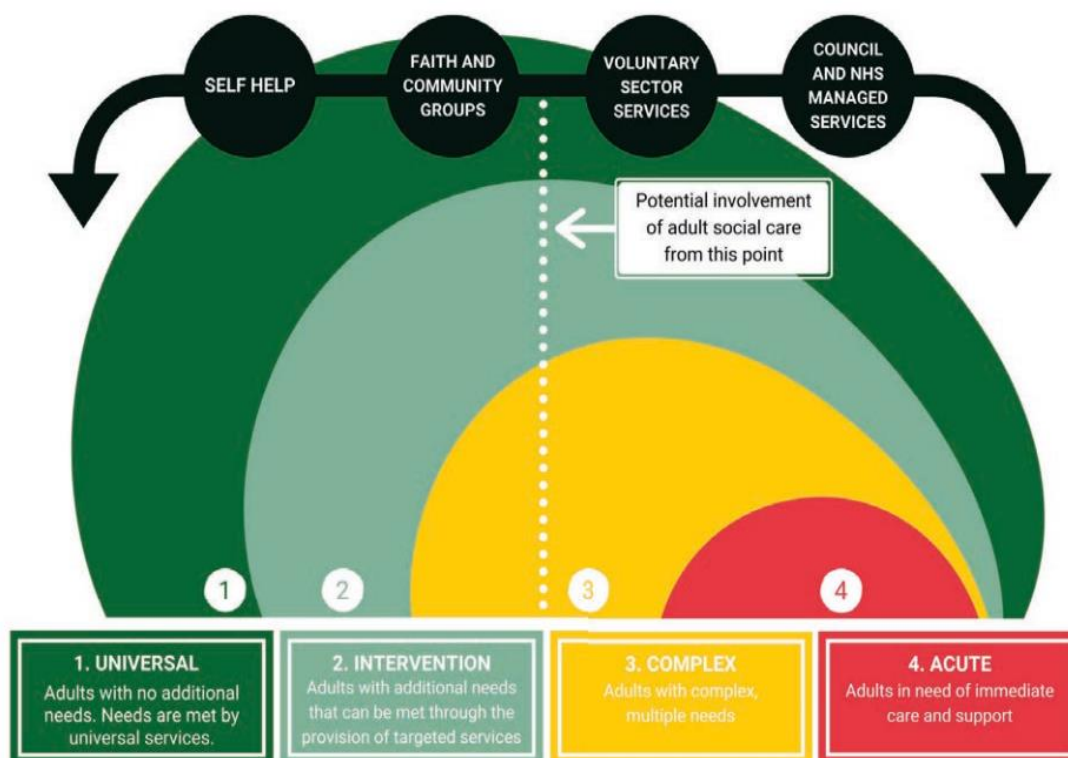 SELF HELP
FAITH AND
COMMUNITY
GROUPS
VOLUNTARY
SECTOR
SERVICES
COUNCIL
AND NHS
MANAGED
SERVICES
Potential involvement
of adult social care
from this point
1
2
3
4
1. UNIVERSAL
Adults with no additional
needs. Needs are met by
universal services.
2. INTERVENTION
Adults with additional needs
that can be met through the
provision of targeted services
3. COMPLEX
Adults with complex,
multiple needs
4. ACUTE
Adults in need of immediate
care and support